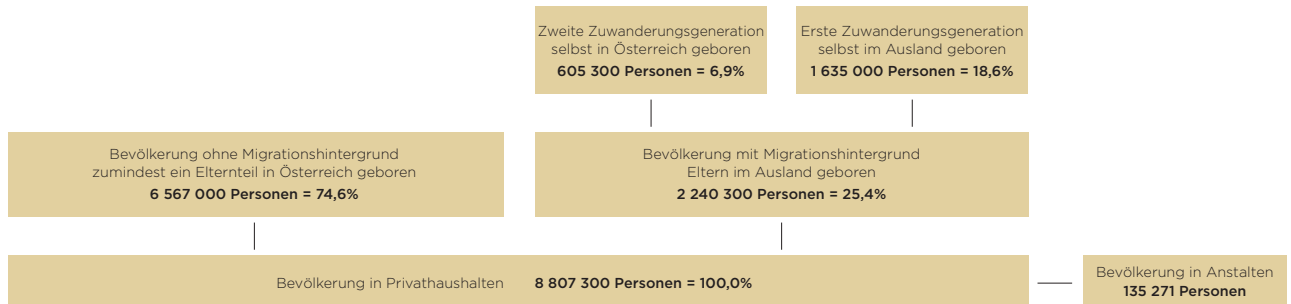 Zweite Zuwanderungsgeneration
selbst in Österreich geboren
605 300 Personen = 6,9%
Erste Zuwanderungsgeneration
selbst im Ausland geboren
1 635 000 Personen = 18,6%
Bevölkerung ohne Migrationshintergrund
zumindest ein Elternteil in Österreich geboren
6 567 000 Personen = 74,6%
Bevölkerung mit Migrationshintergrund
Eltern im Ausland geboren
2 240 300 Personen = 25,4%
Bevölkerung in Privathaushalten 8 807 300 Personen = 100,0%
Bevölkerung in Anstalten
135 271 Personen